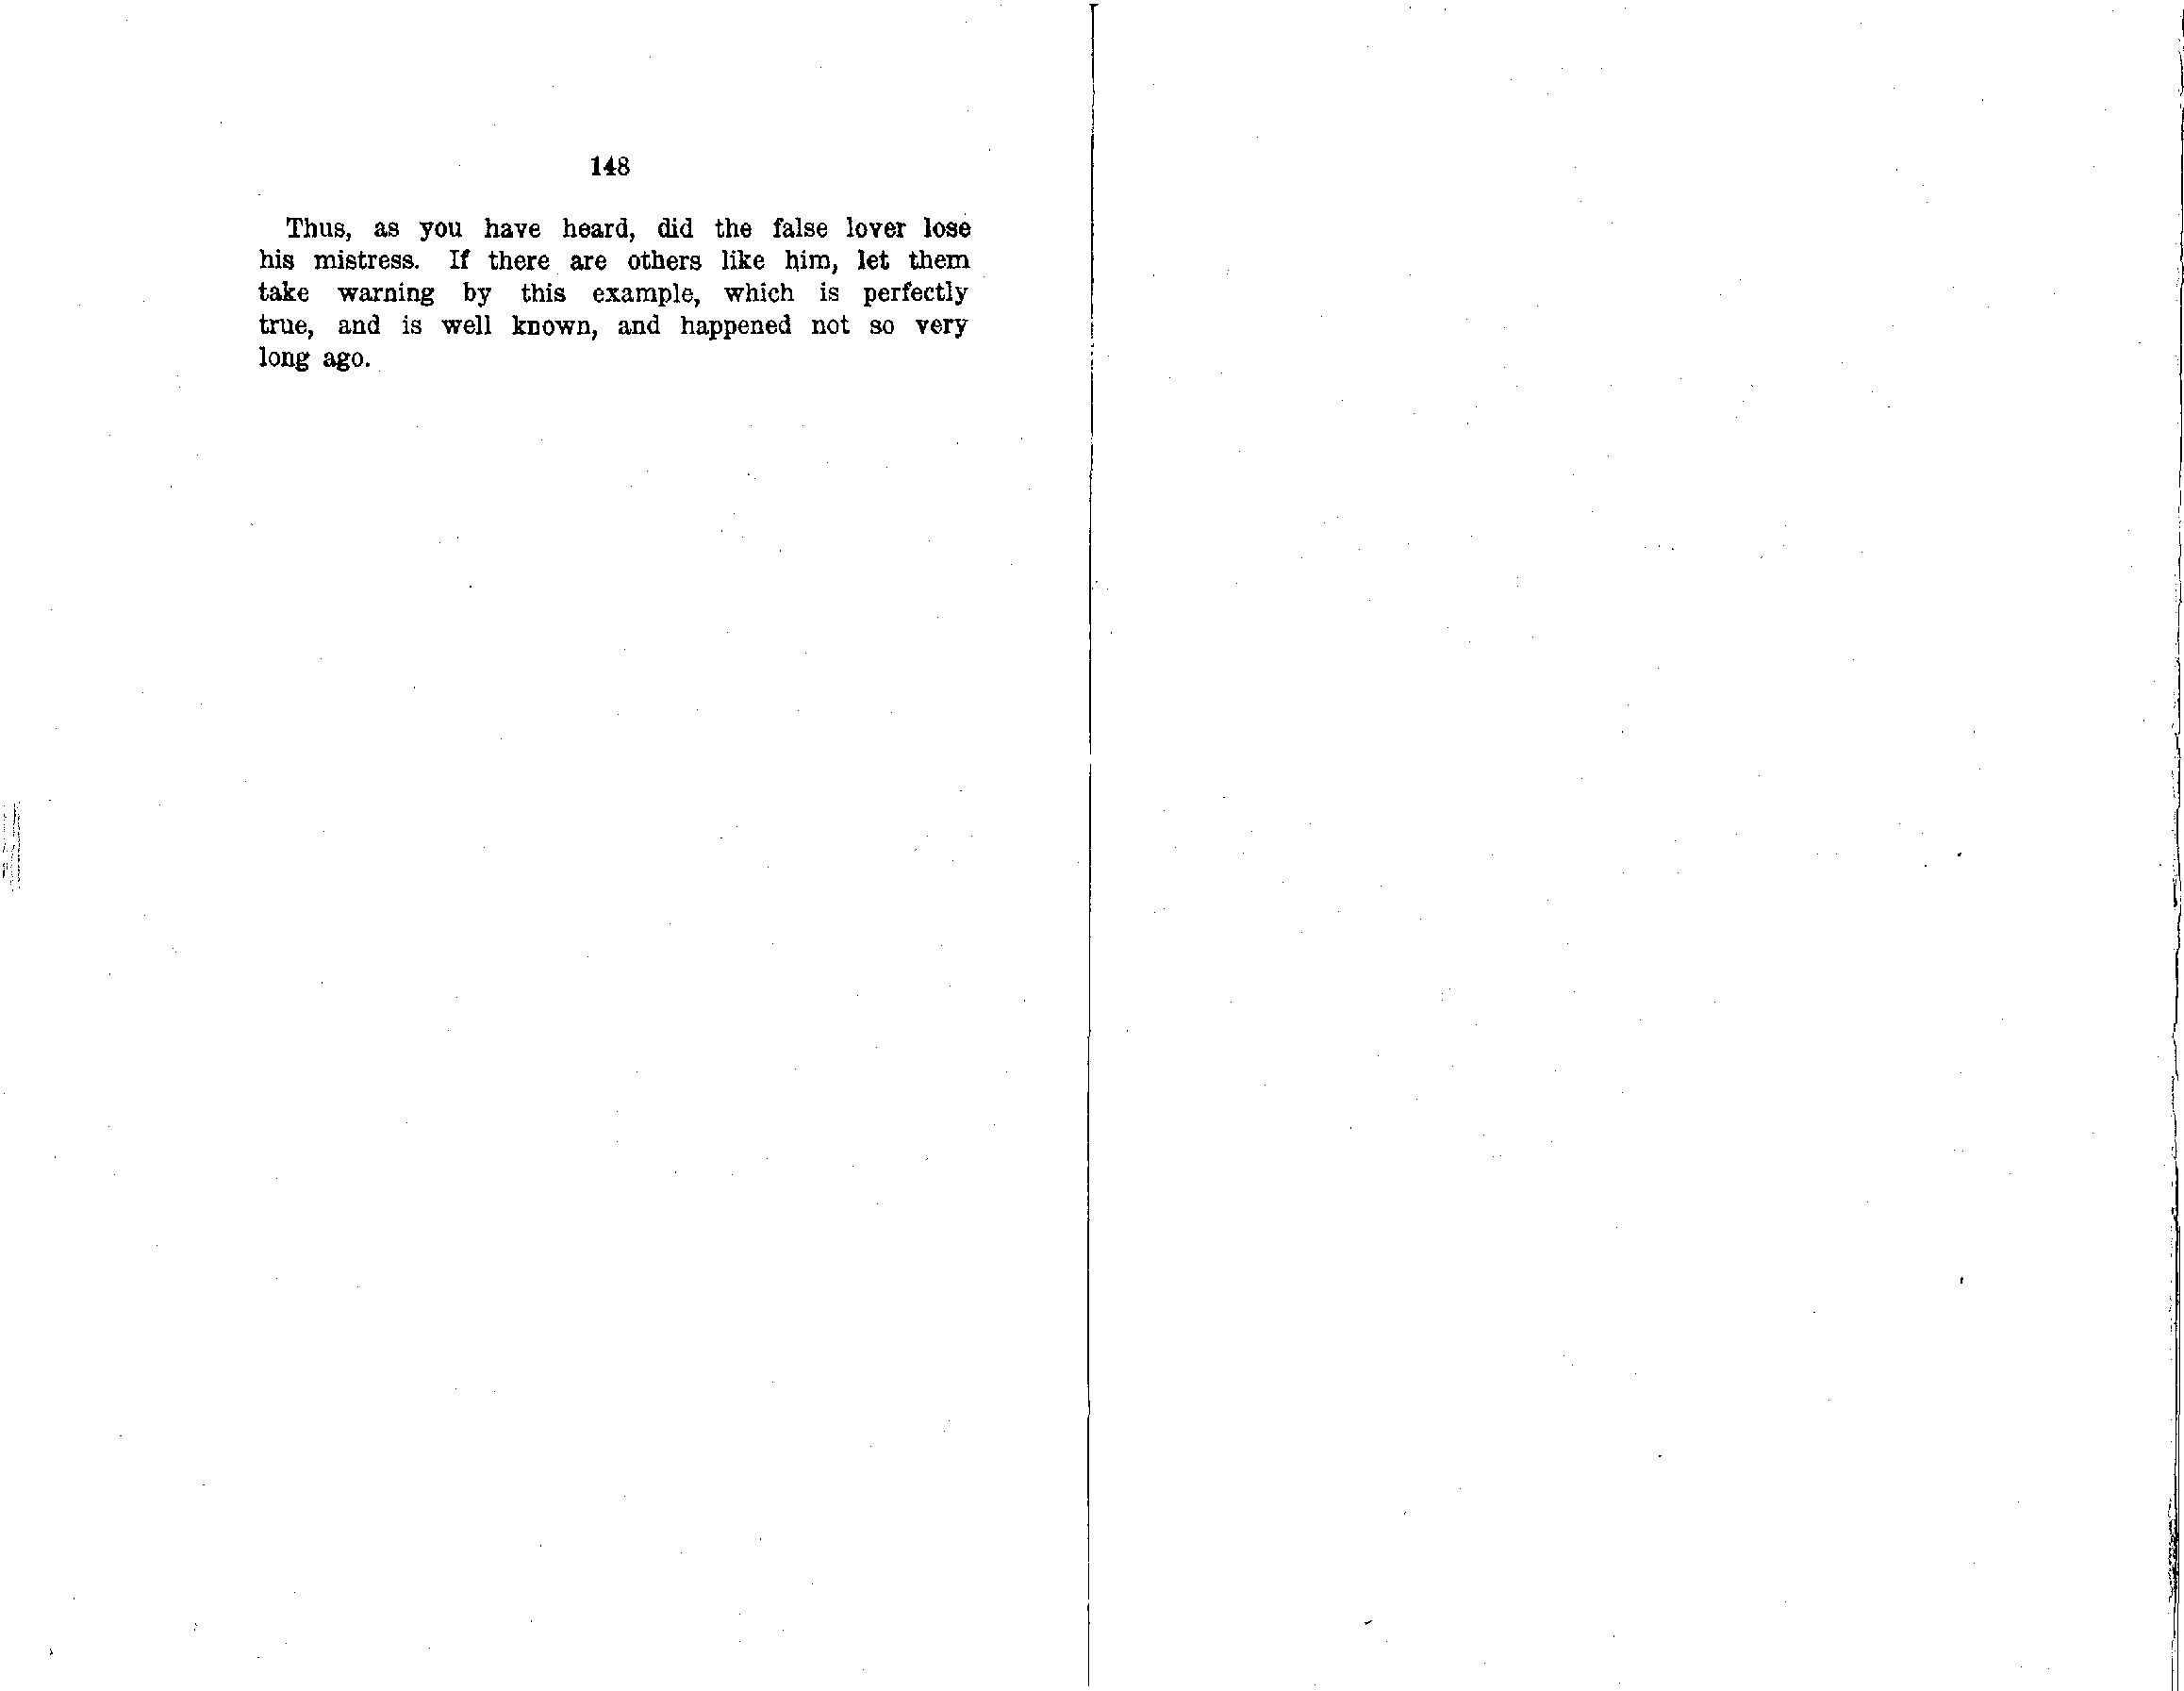 148
Thus, as you have heard, did the false lover lose
his mistress. If there are others like him, let them
take warning by this example, which is perfectly
true, and is well known, and happened not so very
long ago.